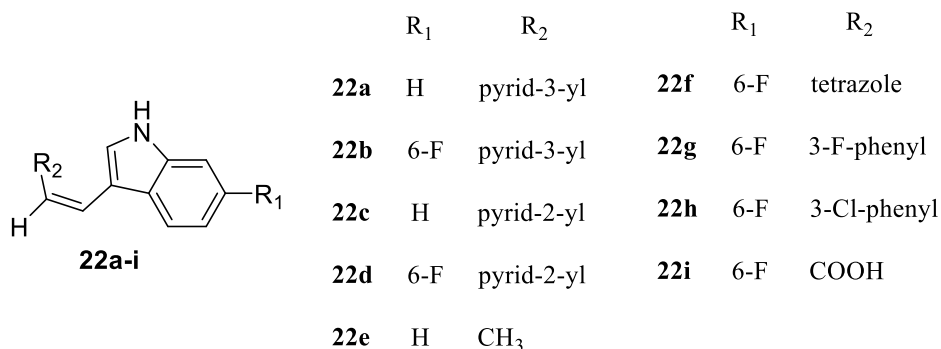 R₁ R₂ R₁ R₂
22a H pyrid-3-yl 22f 6-F tetrazole
22b 6-F pyrid-3-yl 22g 6-F 3-F-phenyl
22c H pyrid-2-yl 22h 6-F 3-Cl-phenyl
22d 6-F pyrid-2-yl 22i 6-F COOH
22e H CH₃
NH
R₂
R₁
H
22a-i